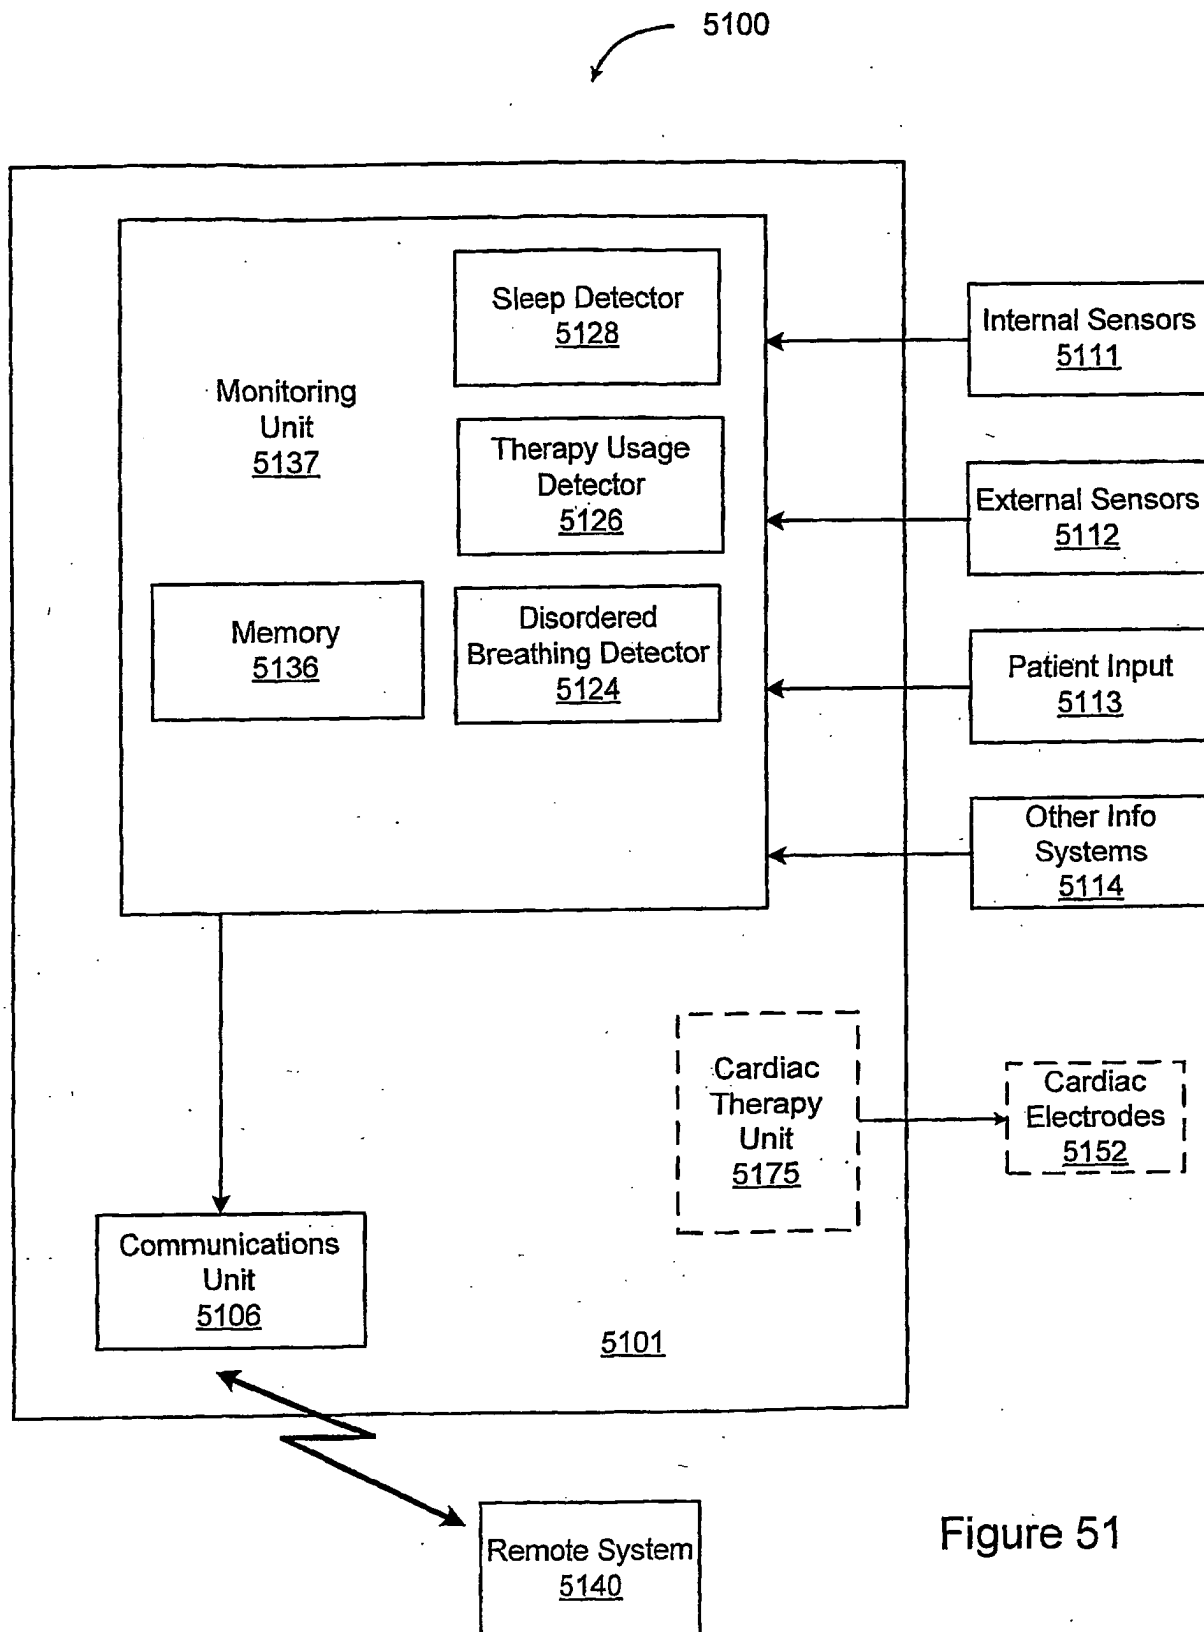 5100
Sleep Detector
5128
Monitoring
Unit
5137
Therapy Usage
Detector
5126
Memory
5136
Disordered
Breathing Detector
5124
Internal Sensors
5111
External Sensors
5112
Patient Input
5113
Other Info
Systems
5114
Cardiac
Therapy
Unit
5175
Cardiac
Electrodes
5152
Communications
Unit
5106
5101
Remote System
5140
Figure 51